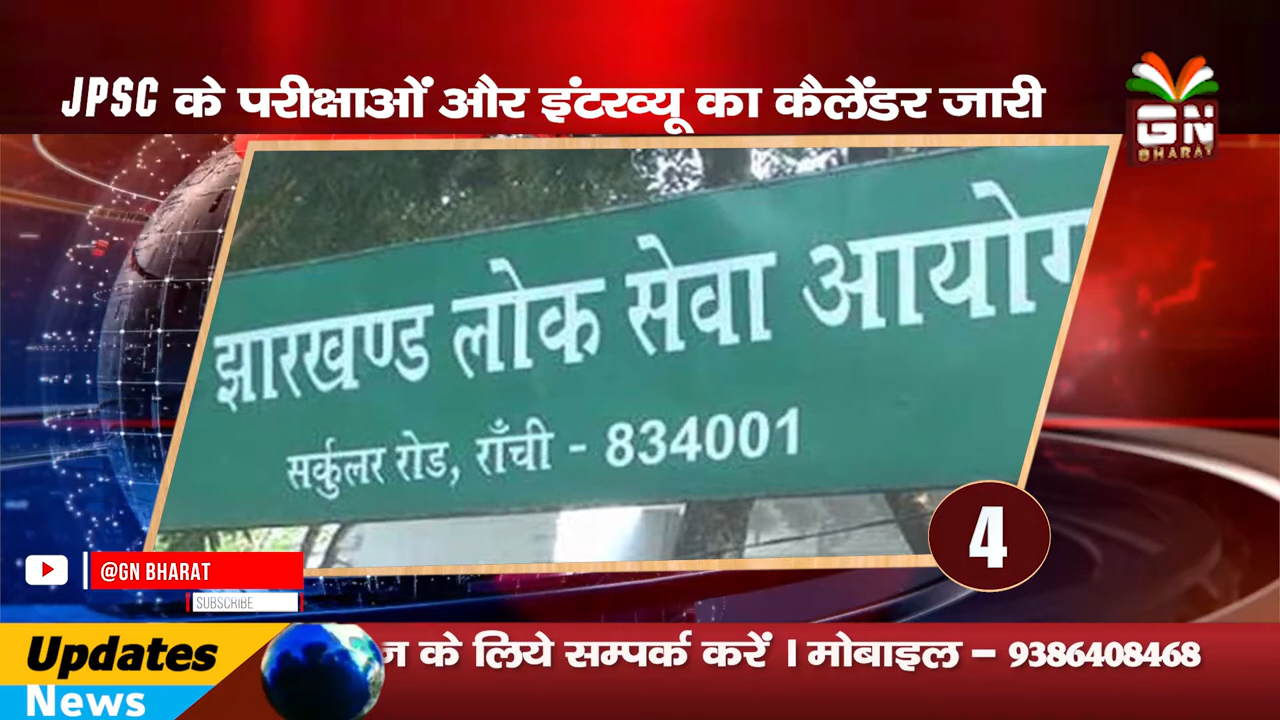 JPSC के परीक्षाओं और इंटरव्यू का कैलेंडर जारी
GN
BHARAT
झारखण्ड लोक सेवा आयोग
सर्कुलर रोड, राँची - 834001
4
@GN BHARAT
SUBSCRIBE
Updates
News
के लिये सम्पर्क करें । मोबाइल – 9386408468